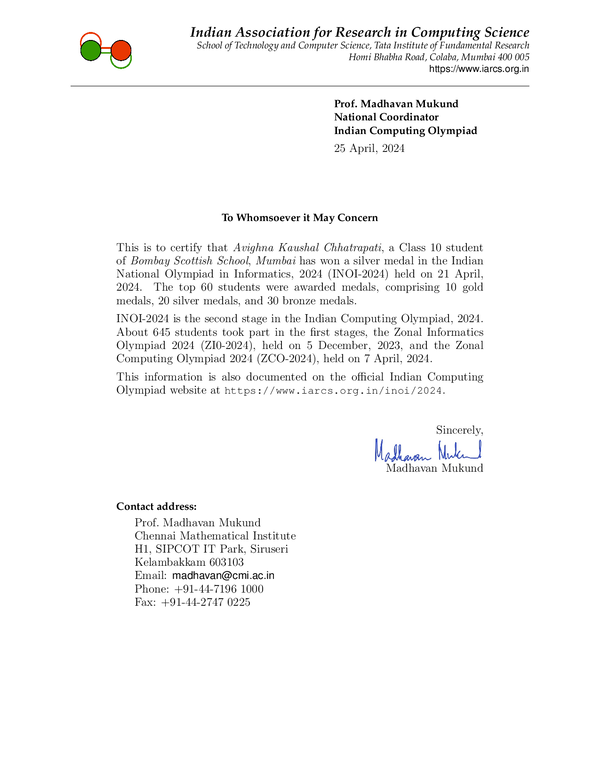 Indian Association for Research in Computing Science
School of Technology and Computer Science, Tata Institute of Fundamental Research
Homi Bhabha Road, Colaba, Mumbai 400 005
https://www.iarcs.org.in
Prof. Madhavan Mukund
National Coordinator
Indian Computing Olympiad
25 April, 2024
To Whomsoever it May Concern
This is to certify that Avighna Kaushal Chhatrapati, a Class 10 student
of Bombay Scottish School, Mumbai has won a silver medal in the Indian
National Olympiad in Informatics, 2024 (INOI-2024) held on 21 April,
2024. The top 60 students were awarded medals, comprising 10 gold
medals, 20 silver medals, and 30 bronze medals.
INOI-2024 is the second stage in the Indian Computing Olympiad, 2024.
About 645 students took part in the first stages, the Zonal Informatics
Olympiad 2024 (ZI0-2024), held on 5 December, 2023, and the Zonal
Computing Olympiad 2024 (ZCO-2024), held on 7 April, 2024.
This information is also documented on the official Indian Computing
Olympiad website at https://www.iarcs.org.in/inoi/2024.
Sincerely,
Madhavan Mukund
Madhavan Mukund
Contact address:
Prof. Madhavan Mukund
Chennai Mathematical Institute
H1, SIPCOT IT Park, Siruseri
Kelambakkam 603103
Email: madhavan@cmi.ac.in
Phone: +91-44-7196 1000
Fax: +91-44-2747 0225